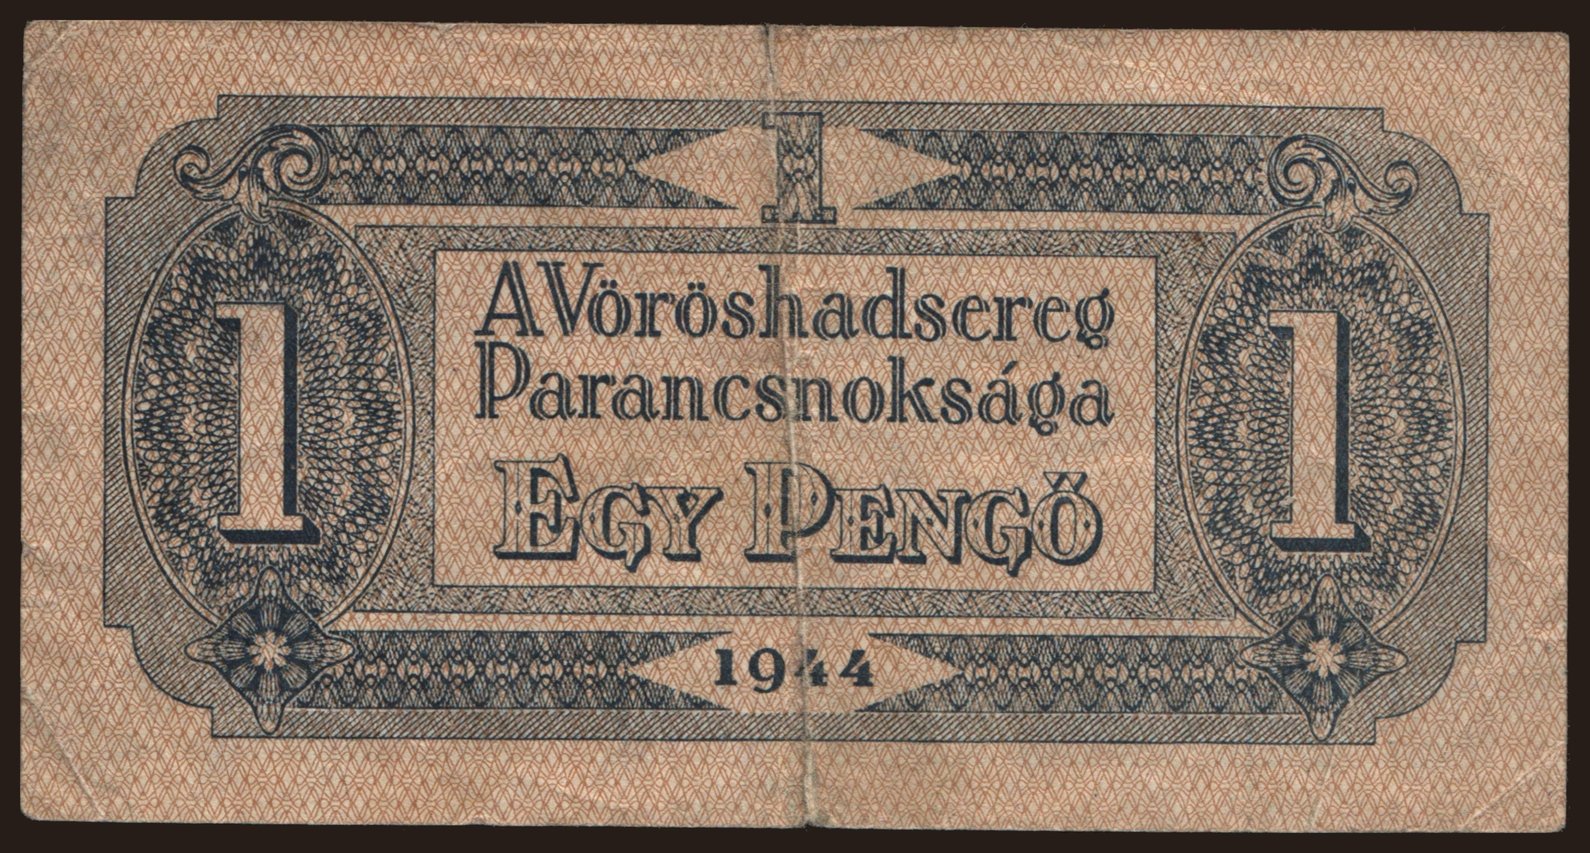 1
A Vöröshadsereg
Parancsnoksága
1 1
EGY PENGŐ
1944